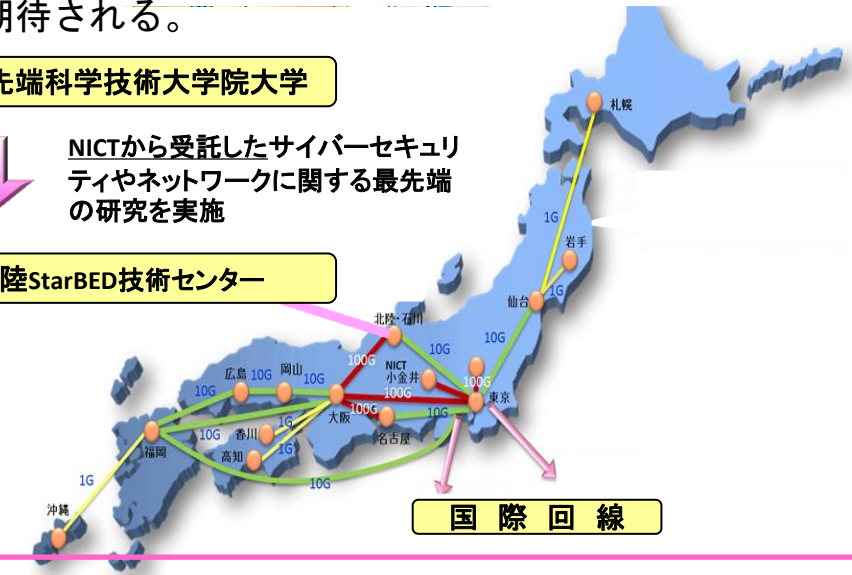 期待される。
先端科学技術大学院大学
NICTから受託したサイバーセキュリ
ティやネットワークに関する最先端
の研究を実施
陸StarBED技術センター
札幌
1G
岩手
1G
仙台
北陸・石川
10G
10G
100G
NICT
小金井
100G
100G
東京
広島
10G
岡山
10G
10G
大阪
100G
名古屋
10G
10G
香川
1G
高知
1G
福岡
10G
1G
沖縄
国際回線